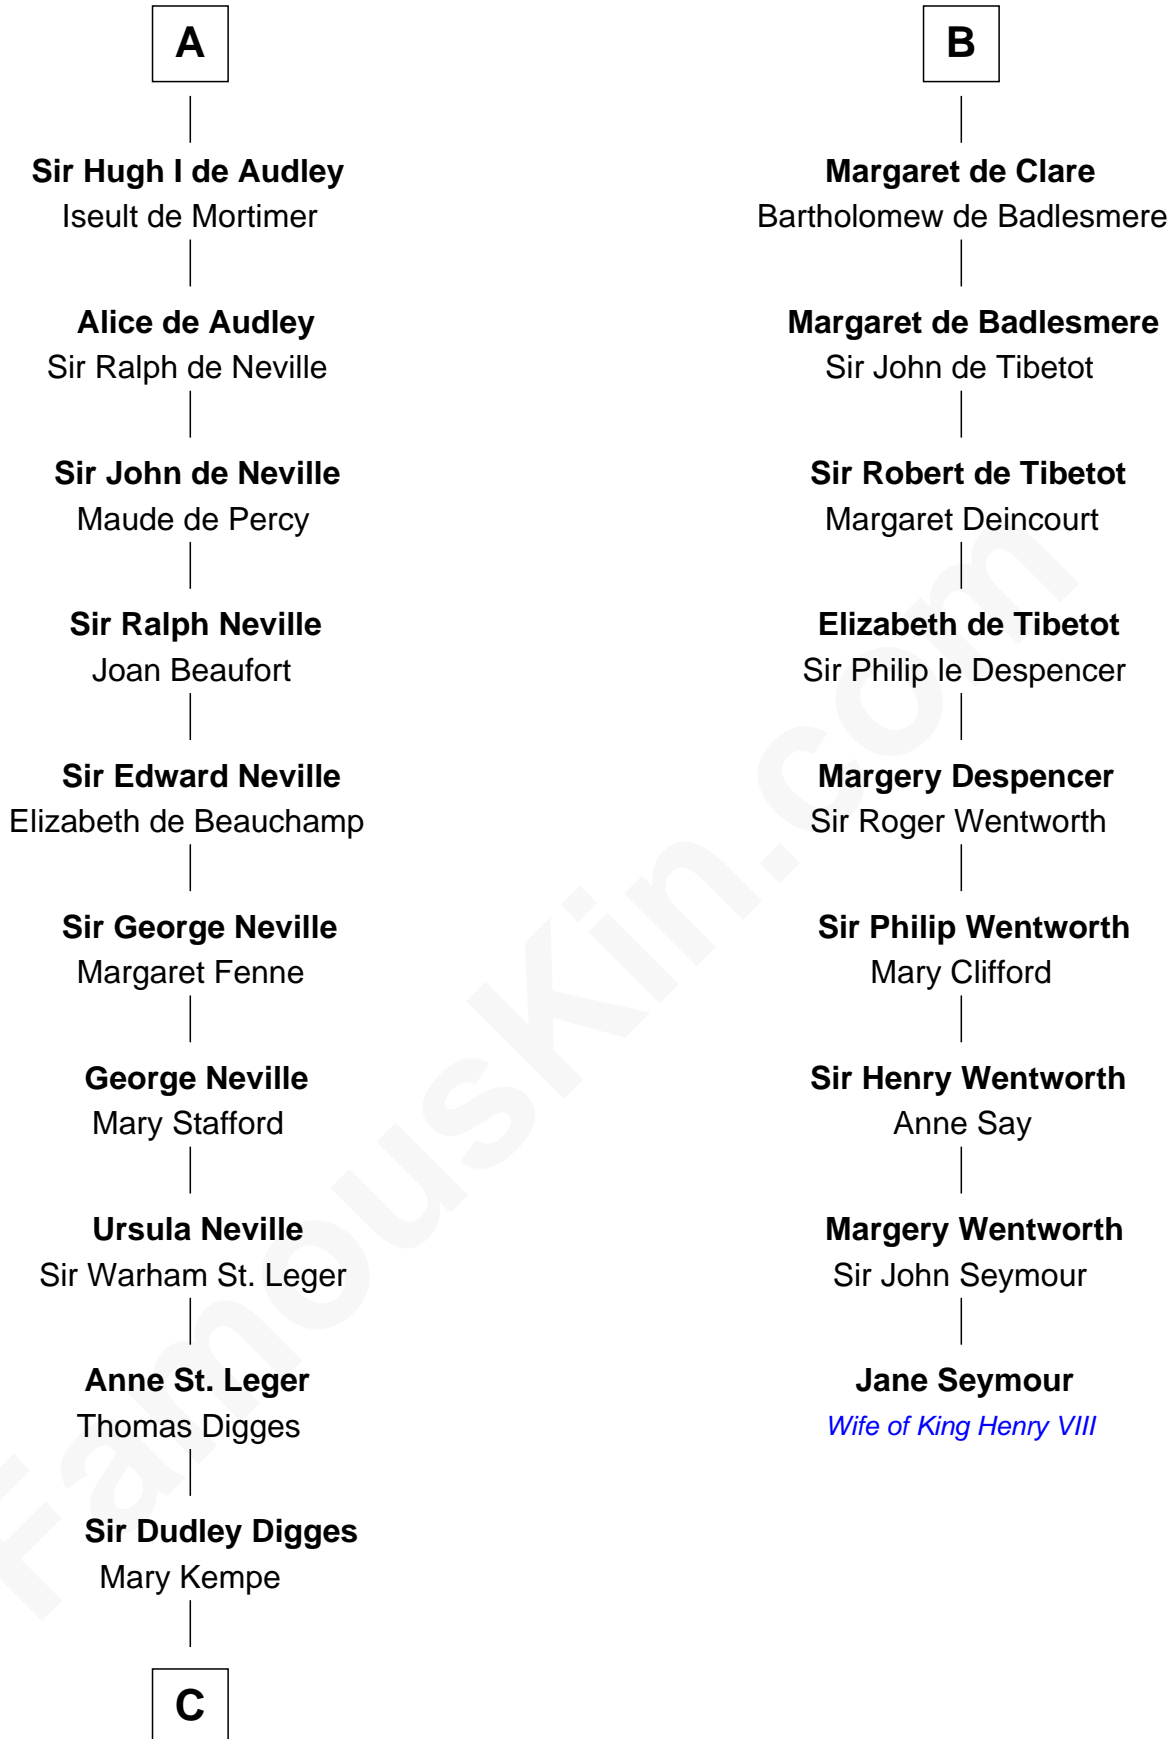 A
Sir Hugh I de Audley
Iseult de Mortimer
Alice de Audley
Sir Ralph de Neville
Sir John de Neville
Maude de Percy
Sir Ralph Neville
Joan Beaufort
Sir Edward Neville
Elizabeth de Beauchamp
Sir George Neville
Margaret Fenne
George Neville
Mary Stafford
Ursula Neville
Sir Warham St. Leger
Anne St. Leger
Thomas Digges
Sir Dudley Digges
Mary Kempe
C
B
Margaret de Clare
Bartholomew de Badlesmere
Margaret de Badlesmere
Sir John de Tibetot
Sir Robert de Tibetot
Margaret Deincourt
Elizabeth de Tibetot
Sir Philip le Despencer
Margery Despencer
Sir Roger Wentworth
Sir Philip Wentworth
Mary Clifford
Sir Henry Wentworth
Anne Say
Margery Wentworth
Sir John Seymour
Jane Seymour
Wife of King Henry VIII
FamousKin.com